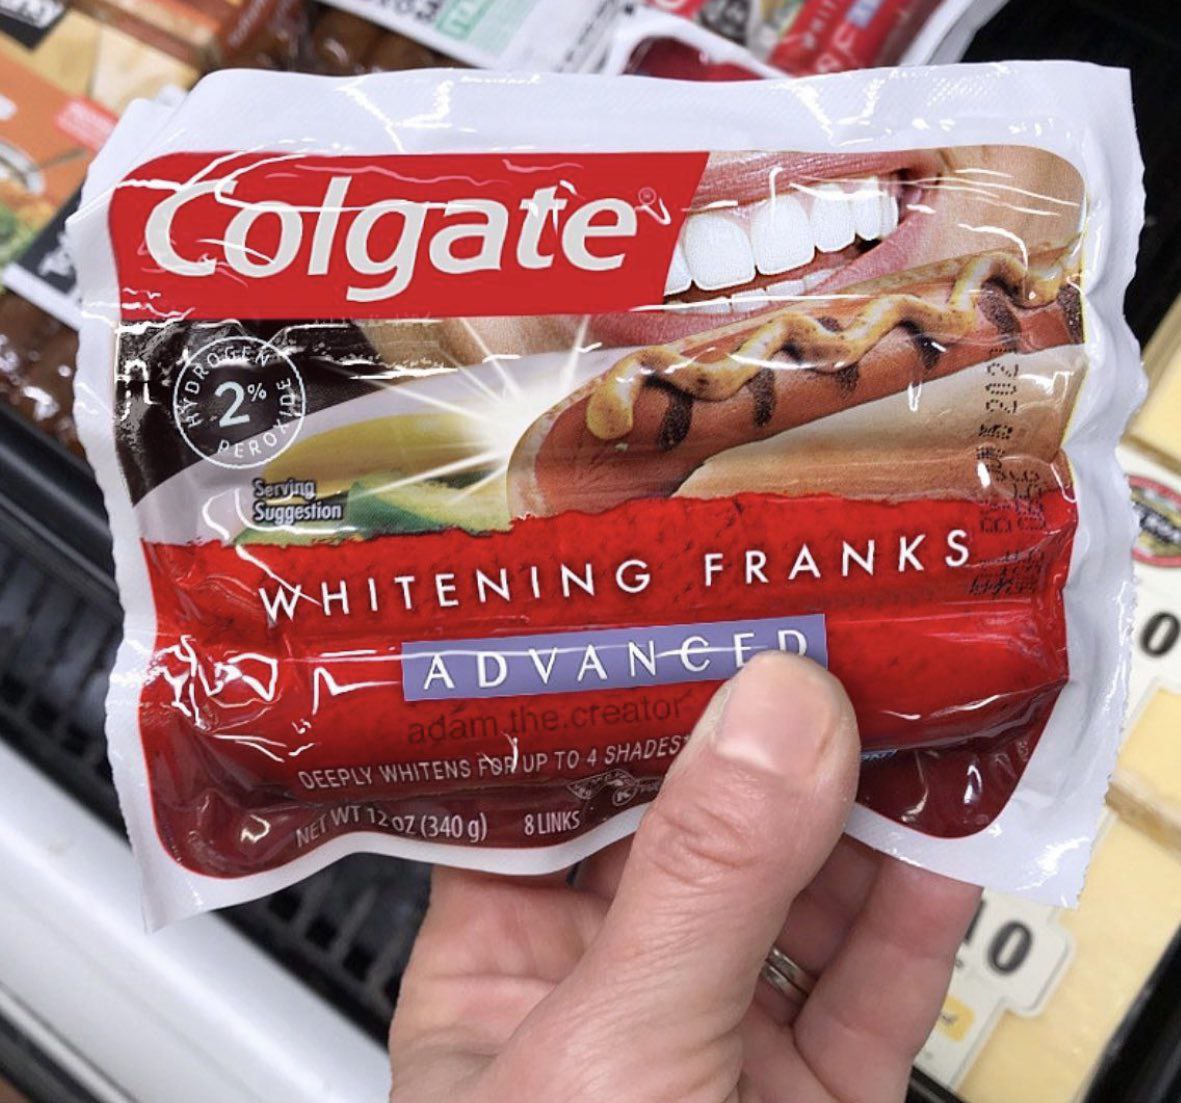 Colgate®
HYDROGEN
2%
PEROXIDE
Serving
Suggestion
WHITENING FRANKS
ADVANCED
adam.the.creator
DEEPLY WHITENS FOR UP TO 4 SHADES*
NET WT 12 OZ (340 g) 8 LINKS
10